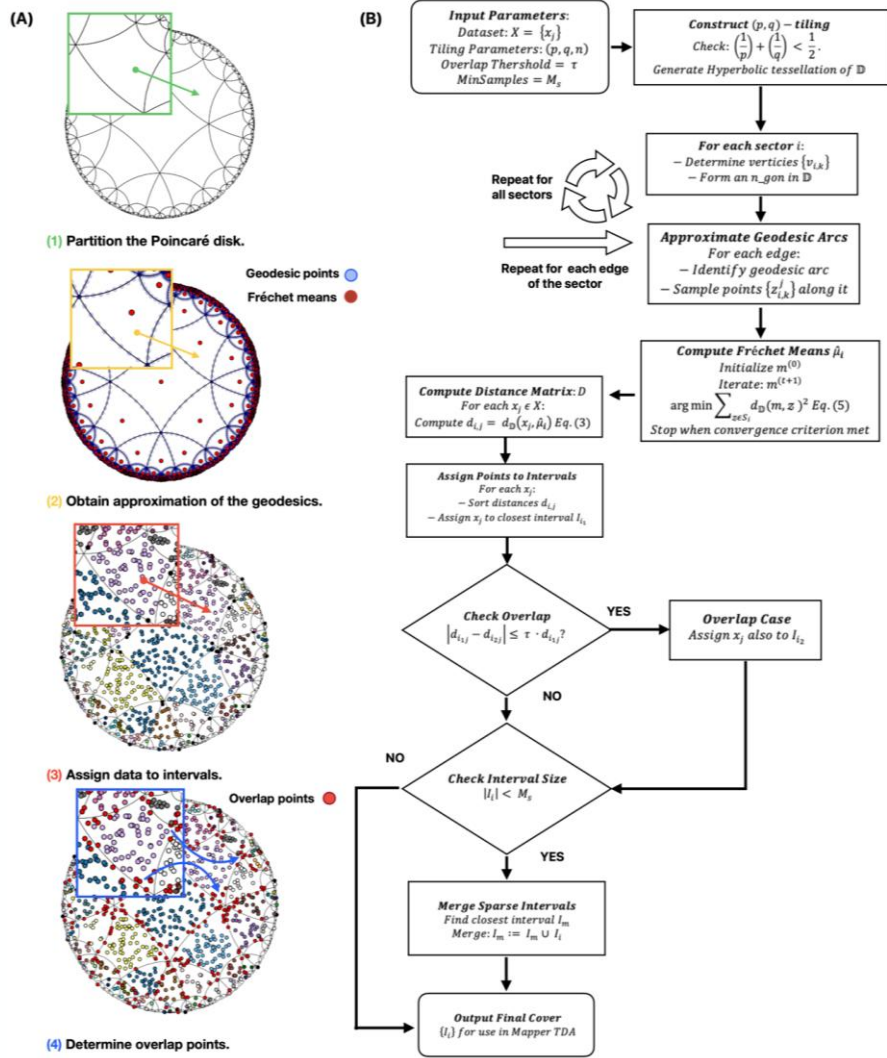 (A)
(1) Partition the Poincaré disk.
Geodesic points
Fréchet means
(2) Obtain approximation of the geodesics.
(3) Assign data to intervals.
Overlap points
(4) Determine overlap points.
(B)
Input Parameters:
Dataset: X = {x_j}
Tiling Parameters: (p, q, n)
Overlap Thershold = τ
MinSamples = M_s
Construct (p, q) − tiling
Check: (1/p) + (1/q) < 1/2.
Generate Hyperbolic tessellation of 𝔻
For each sector i:
− Determine verticies {v_{i,k}}
− Form an n_gon in 𝔻
Repeat for
all sectors
Approximate Geodesic Arcs
For each edge:
− Identify geodesic arc
− Sample points {z_{i,k}^j} along it
Repeat for each edge
of the sector
Compute Fréchet Means μ̂_i
Initialize m^(0)
Iterate: m^(t+1)
arg min ∑_{z∈S_i} d_𝔻(m, z)² Eq. (5)
Stop when convergence criterion met
Compute Distance Matrix: D
For each x_j ϵ X:
Compute d_{i,j} = d_𝔻(x_j, μ̂_i) Eq. (3)
Assign Points to Intervals
For each x_j:
− Sort distances d_{i,j}
− Assign x_j to closest interval I_{i_1}
Check Overlap
|d_{i_1j} − d_{i_2j}| ≤ τ · d_{i_1j}?
YES
Overlap Case
Assign x_j also to I_{i_2}
NO
NO
Check Interval Size
|I_i| < M_s
YES
Merge Sparse Intervals
Find closest interval I_m
Merge: I_m := I_m ∪ I_i
Output Final Cover
{I_i} for use in Mapper TDA